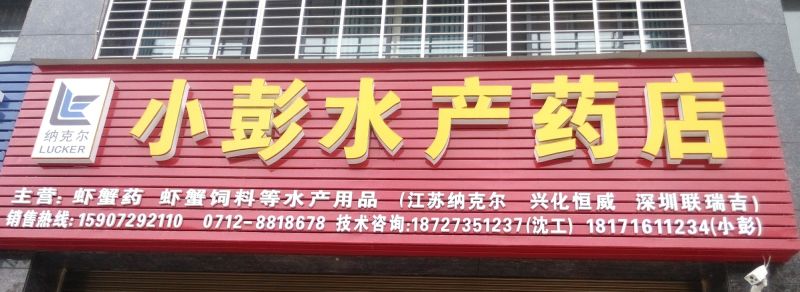 纳克尔
LUCKER
小彭水产药店
主营: 虾蟹药 虾蟹饲料等水产用品 (江苏纳克尔 兴化恒威 深圳联瑞吉)
销售热线:15907292110 0712-8818678 技术咨询:18727351237(沈工) 18171611234(小彭)